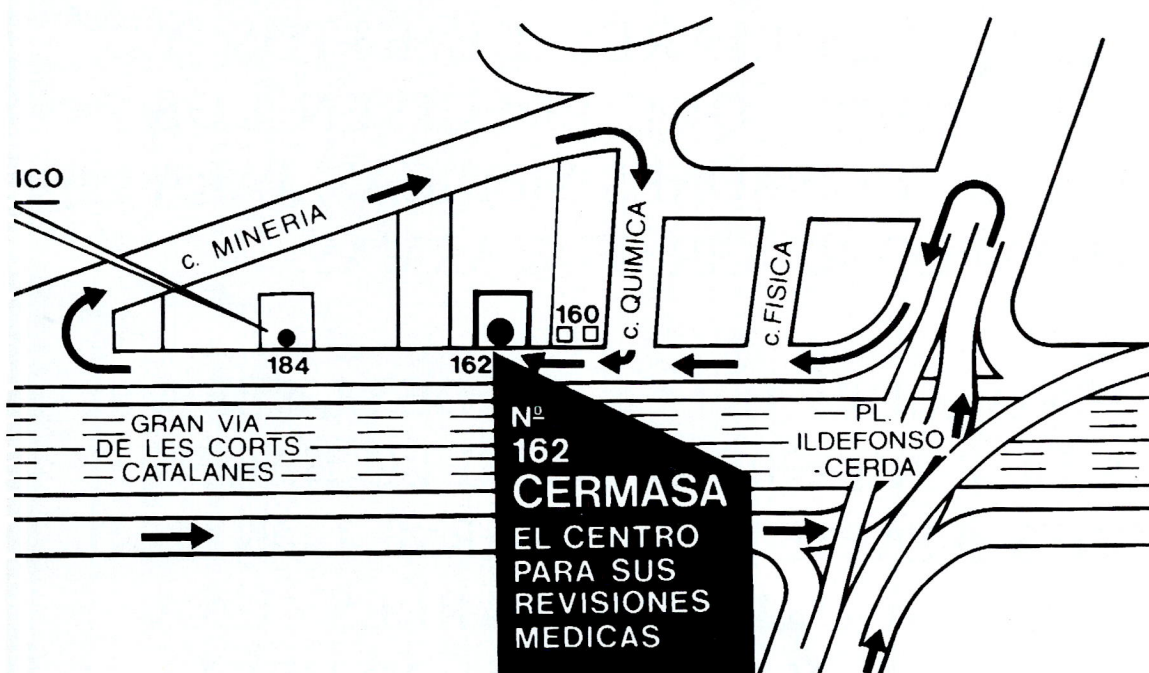 ICO
c. MINERIA
c. QUIMICA
c. FISICA
160
184
162
GRAN VIA
DE LES CORTS
CATALANES
PL.
ILDEFONSO
-CERDA
Nº
162
CERMASA
EL CENTRO
PARA SUS
REVISIONES
MEDICAS